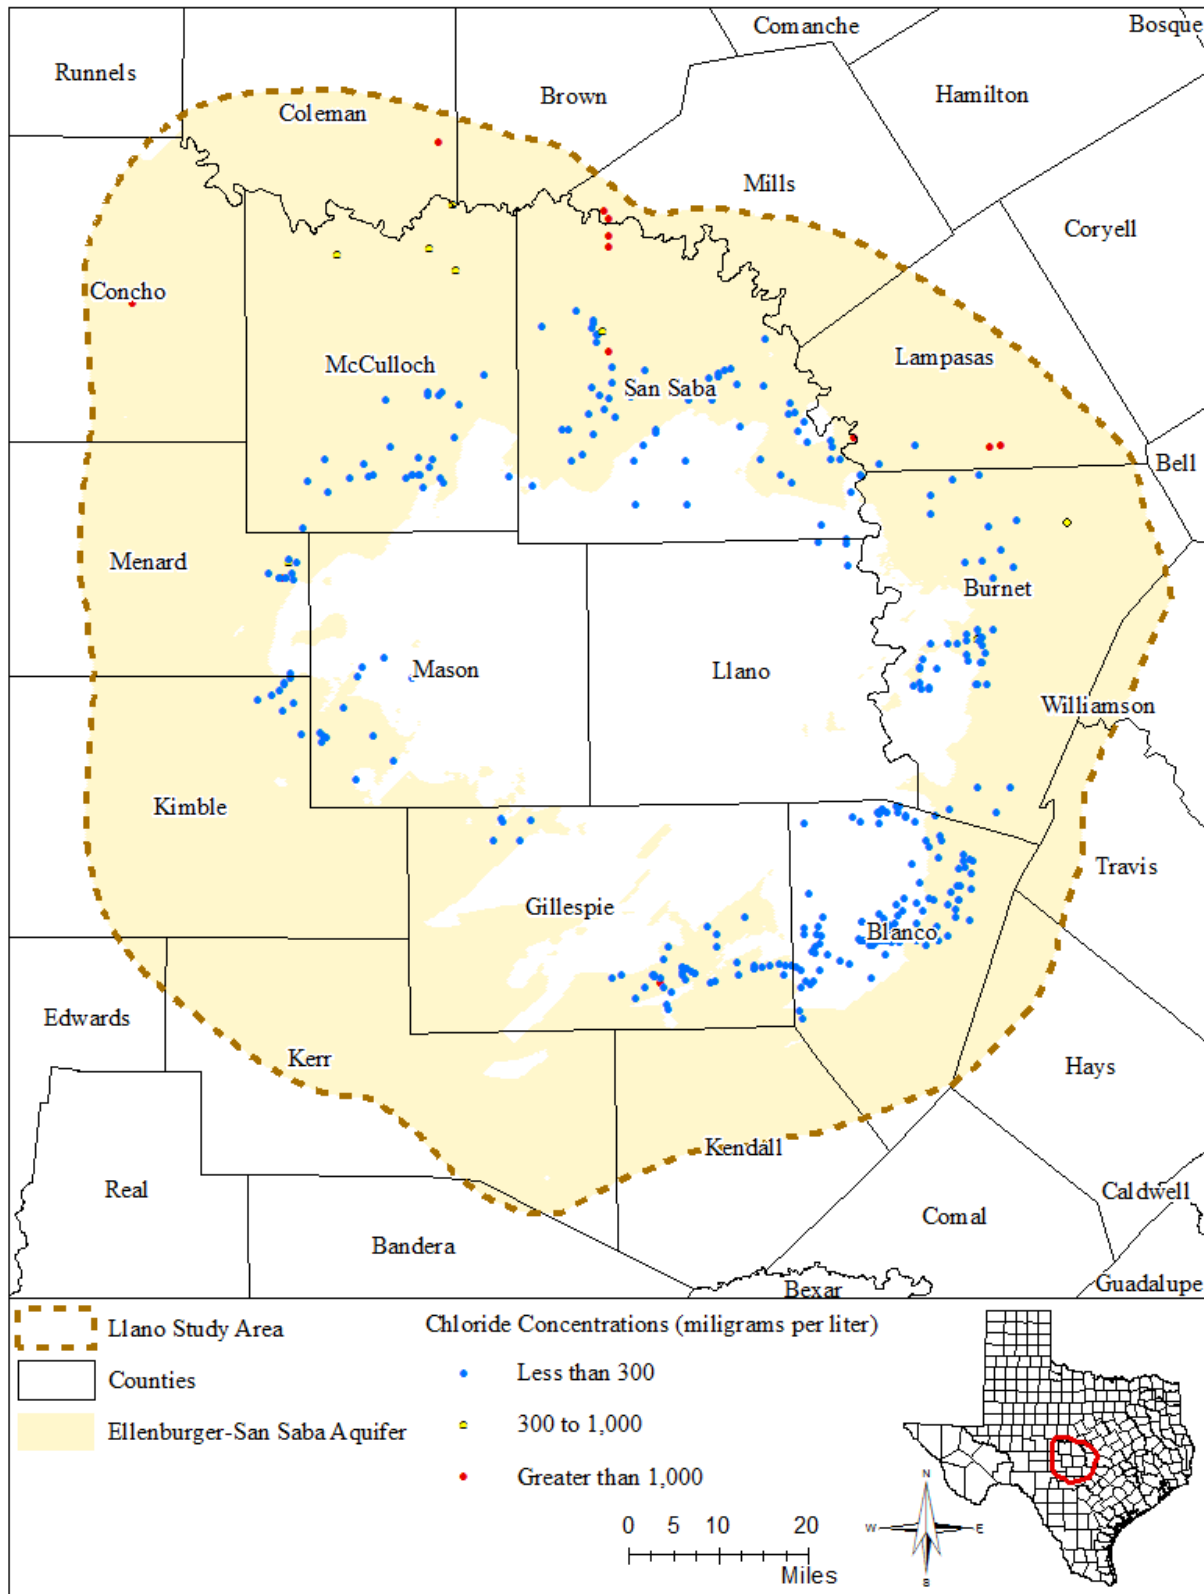 Comanche
Bosque
Runnels
Brown
Hamilton
Coleman
Mills
Coryell
Concho
McCulloch
San Saba
Lampasas
Bell
Menard
Burnet
Mason
Llano
Williamson
Kimble
Travis
Gillespie
Blanco
Edwards
Kerr
Hays
Kendall
Real
Caldwell
Comal
Bandera
Bexar
Guadalupe
Llano Study Area
Counties
Ellenburger-San Saba Aquifer
Chloride Concentrations (miligrams per liter)
Less than 300
300 to 1,000
Greater than 1,000
0 5 10 20
Miles
N
W E
S